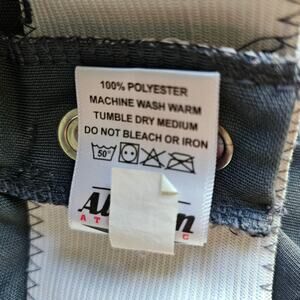 100% POLYESTER
MACHINE WASH WARM
TUMBLE DRY MEDIUM
DO NOT BLEACH OR IRON
50°